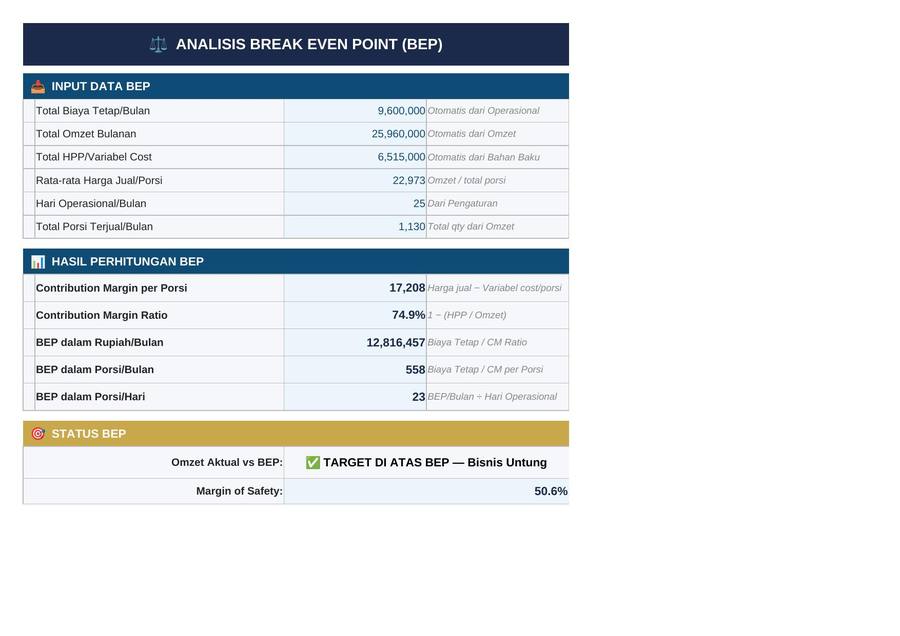 ⚖️ ANALISIS BREAK EVEN POINT (BEP)
📥 INPUT DATA BEP
Total Biaya Tetap/Bulan 9,600,000 Otomatis dari Operasional
Total Omzet Bulanan 25,960,000 Otomatis dari Omzet
Total HPP/Variabel Cost 6,515,000 Otomatis dari Bahan Baku
Rata-rata Harga Jual/Porsi 22,973 Omzet / total porsi
Hari Operasional/Bulan 25 Dari Pengaturan
Total Porsi Terjual/Bulan 1,130 Total qty dari Omzet
📊 HASIL PERHITUNGAN BEP
Contribution Margin per Porsi 17,208 Harga jual − Variabel cost/porsi
Contribution Margin Ratio 74.9% 1 − (HPP / Omzet)
BEP dalam Rupiah/Bulan 12,816,457 Biaya Tetap / CM Ratio
BEP dalam Porsi/Bulan 558 Biaya Tetap / CM per Porsi
BEP dalam Porsi/Hari 23 BEP/Bulan ÷ Hari Operasional
🎯 STATUS BEP
Omzet Aktual vs BEP: ✅ TARGET DI ATAS BEP — Bisnis Untung
Margin of Safety: 50.6%